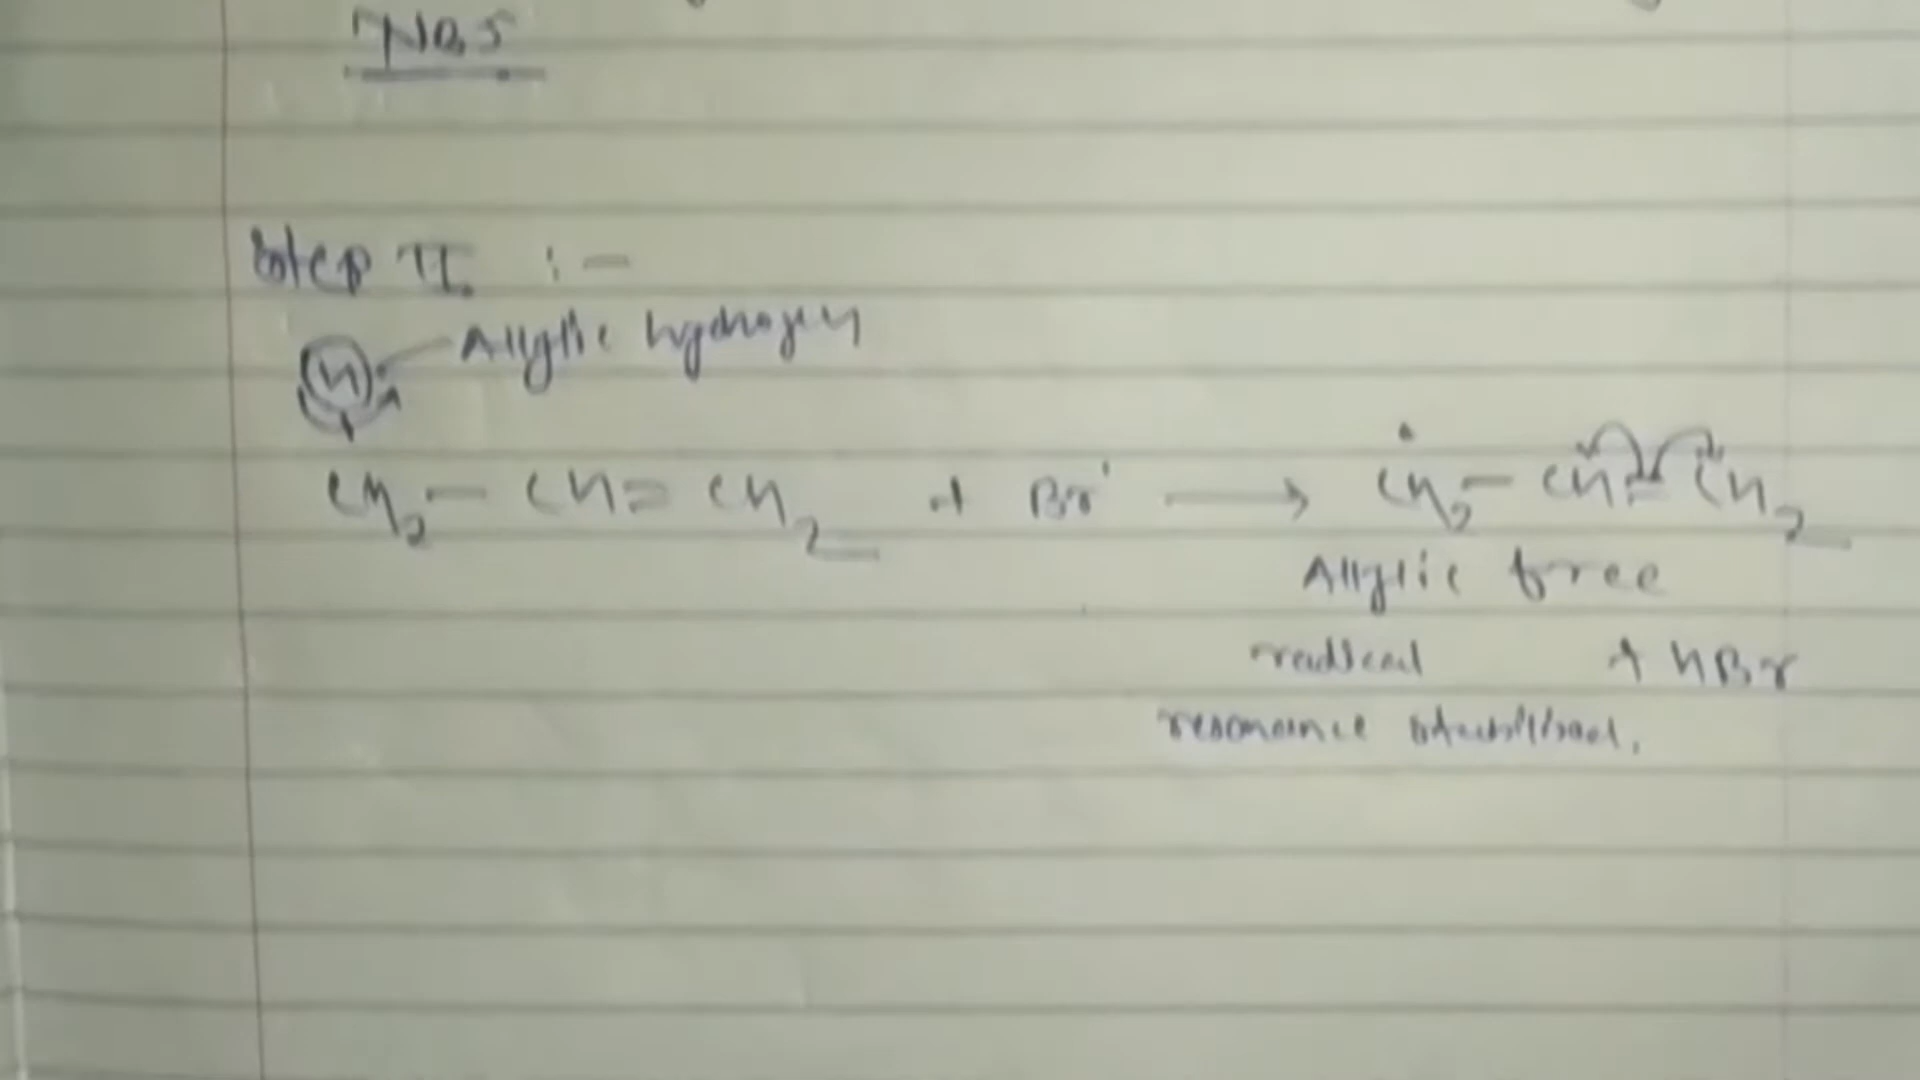 NBS
Step II. :-
H Allylic hydrogen
CH2 - CH = CH2 + Br˙ → ĊH2 - CH = CH2
Allylic free
radical + HBr
resonance stabilised.